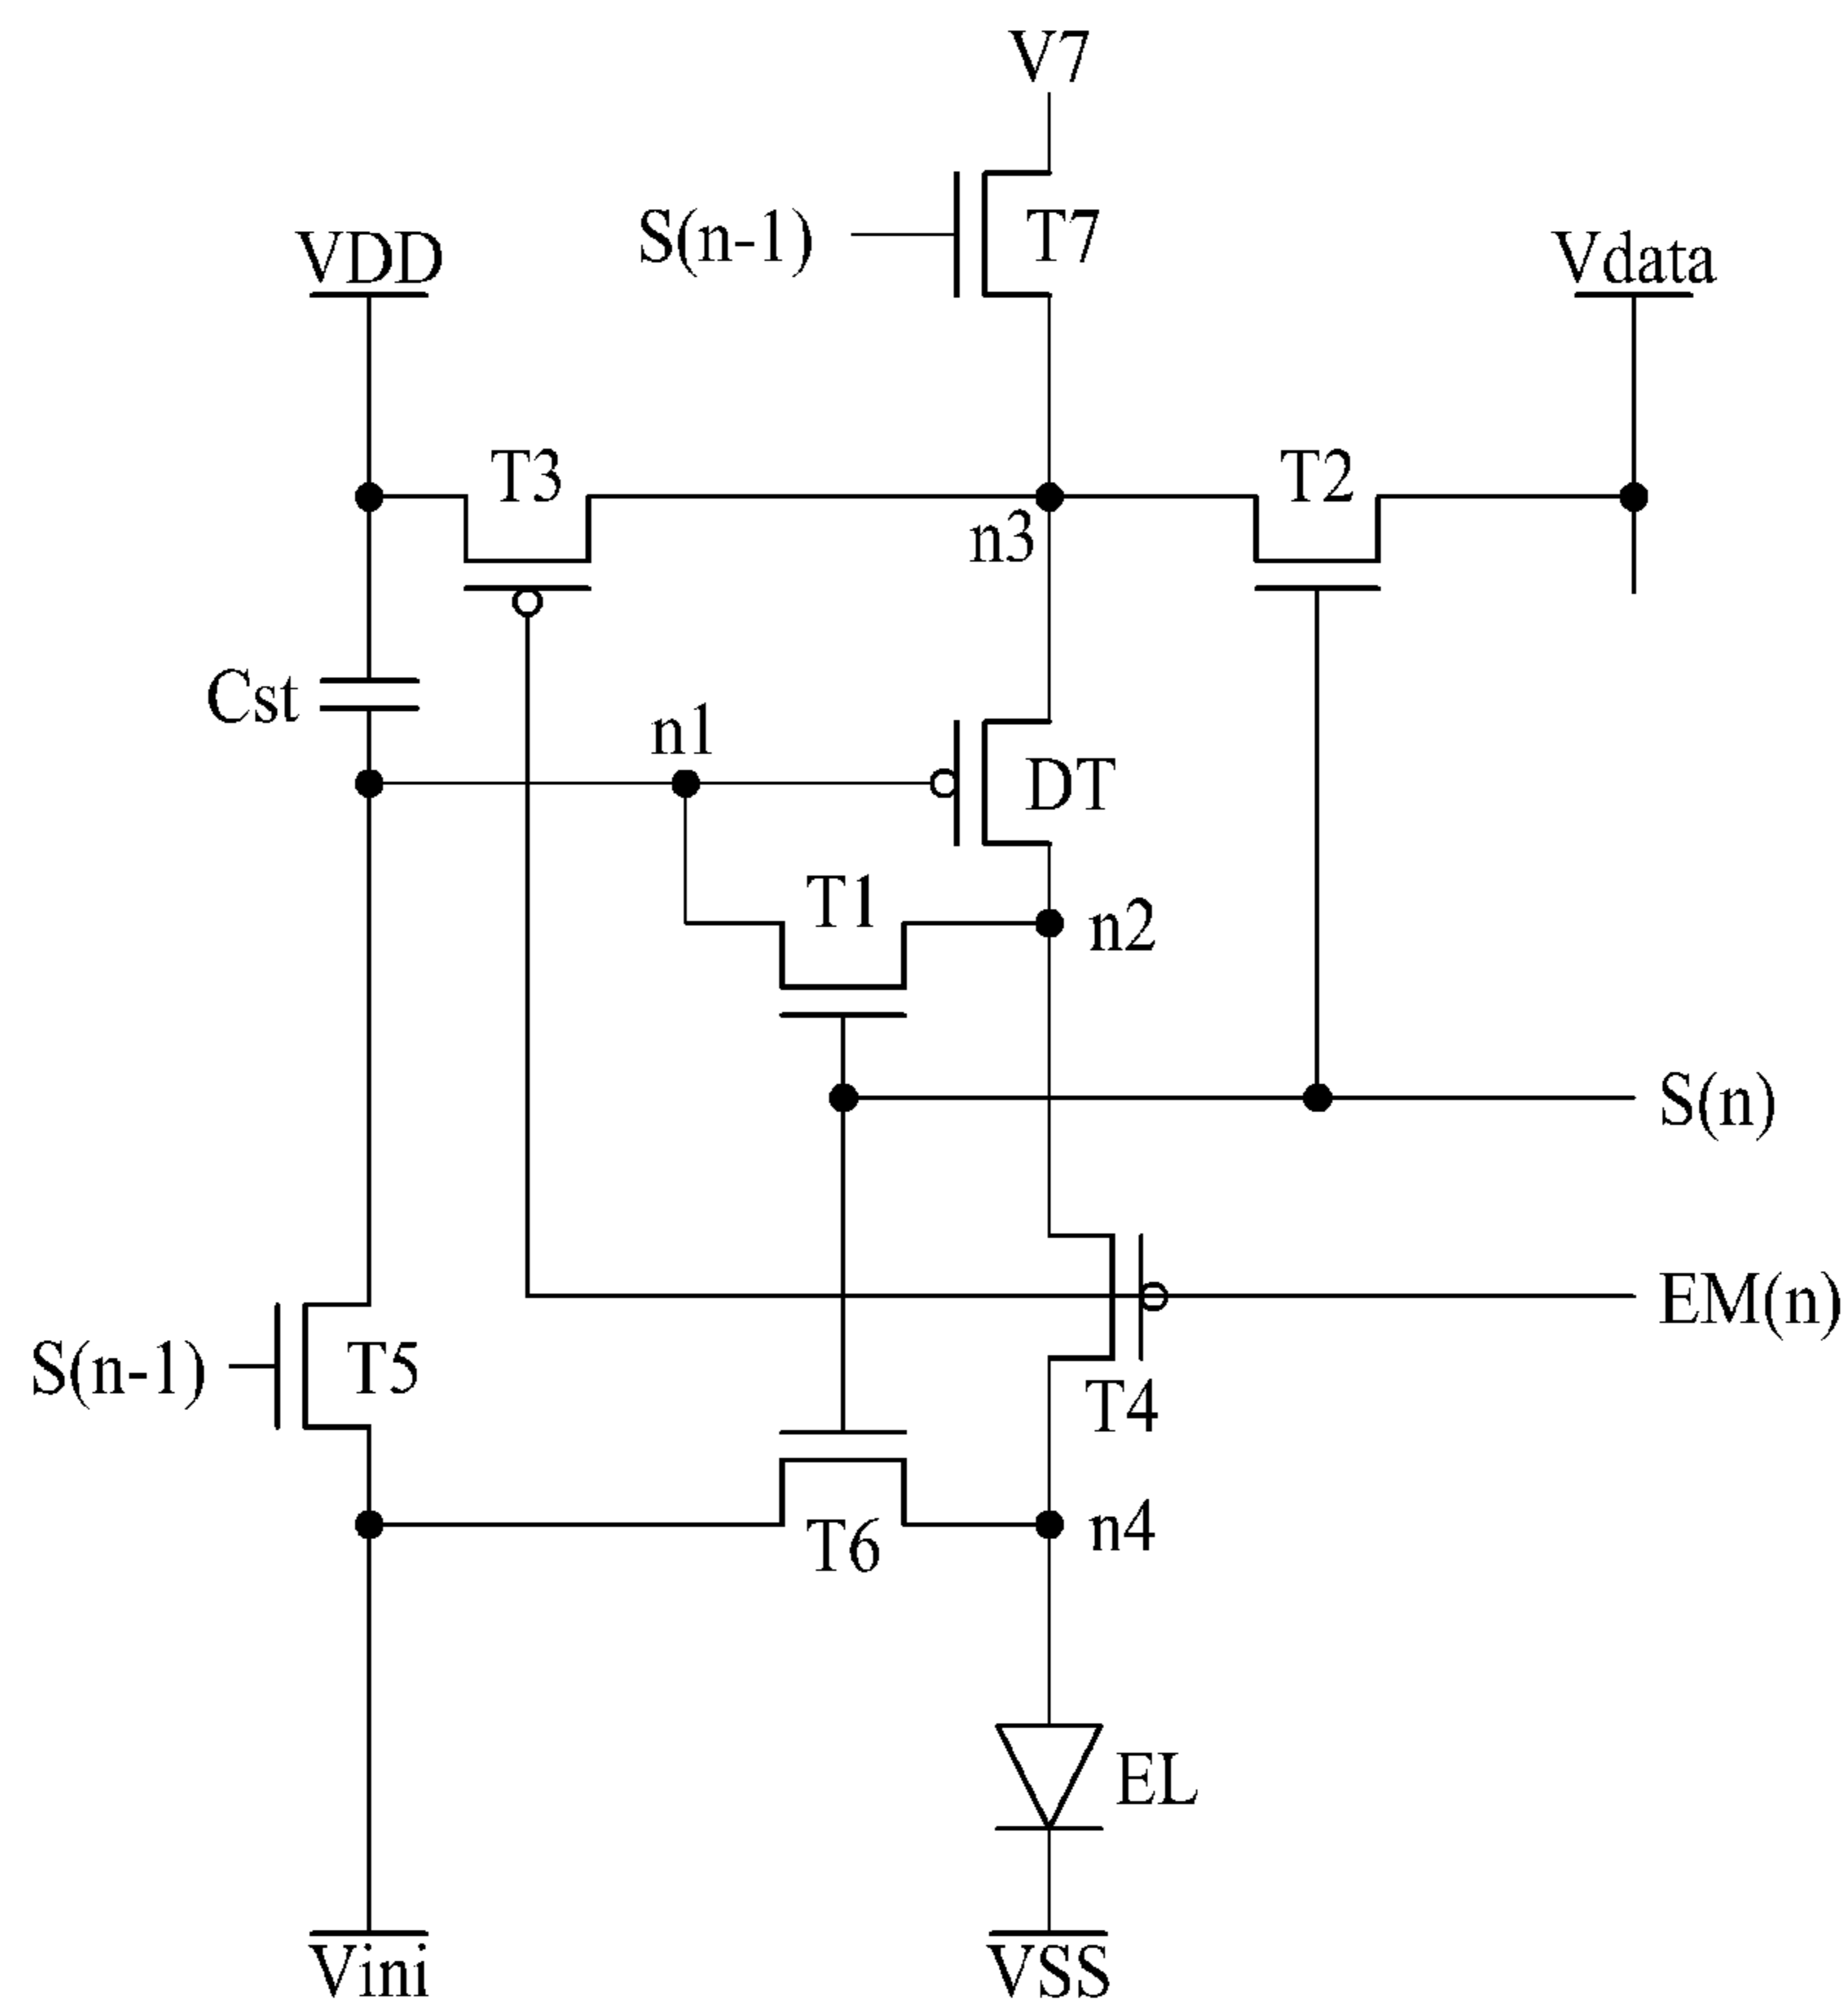 V7
S(n-1)
T7
VDD
Vdata
T3
T2
n3
Cst
n1
DT
T1
n2
S(n)
EM(n)
S(n-1)
T5
T4
T6
n4
EL
Vini
VSS